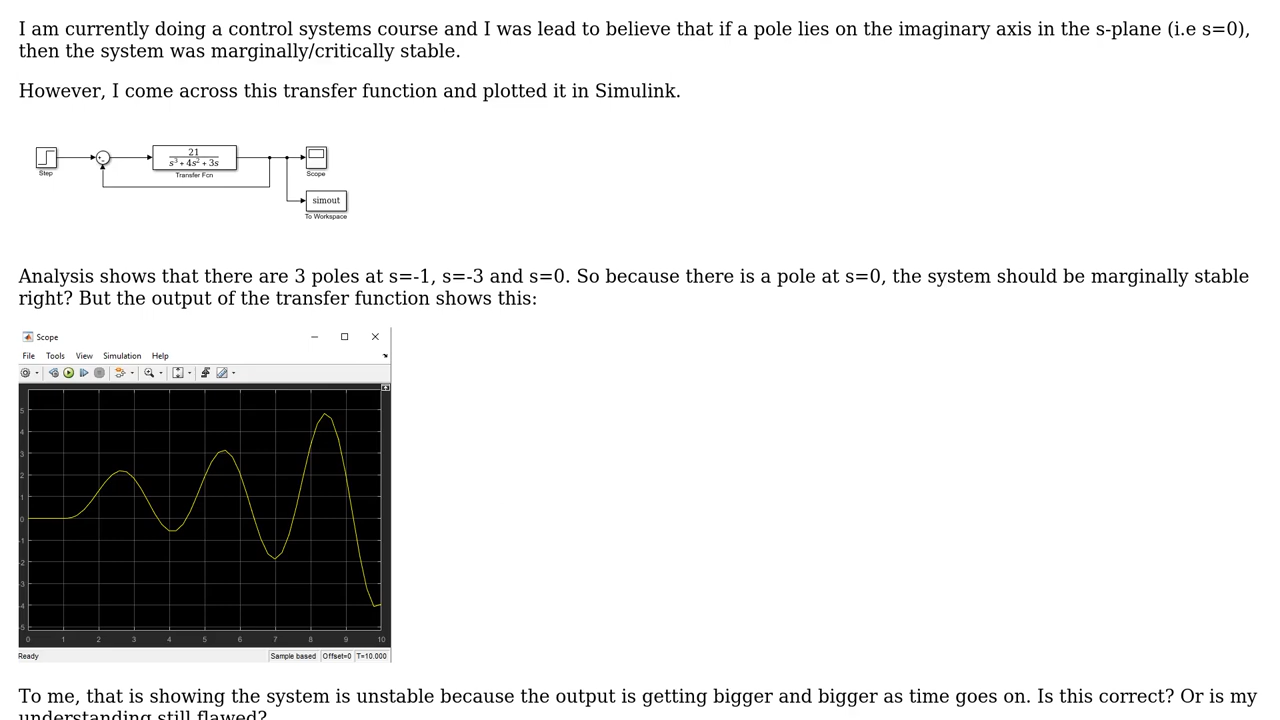 I am currently doing a control systems course and I was lead to believe that if a pole lies on the imaginary axis in the s-plane (i.e s=0),
then the system was marginally/critically stable.
However, I come across this transfer function and plotted it in Simulink.
Step
21
s³ + 4s² + 3s
Transfer Fcn
Scope
simout
To Workspace
Analysis shows that there are 3 poles at s=-1, s=-3 and s=0. So because there is a pole at s=0, the system should be marginally stable
right? But the output of the transfer function shows this:
Scope
File Tools View Simulation Help
5
4
3
2
1
0
-1
-2
-3
-4
-5
0 1 2 3 4 5 6 7 8 9 10
Ready Sample based Offset=0 T=10.000
To me, that is showing the system is unstable because the output is getting bigger and bigger as time goes on. Is this correct? Or is my
understanding still flawed?